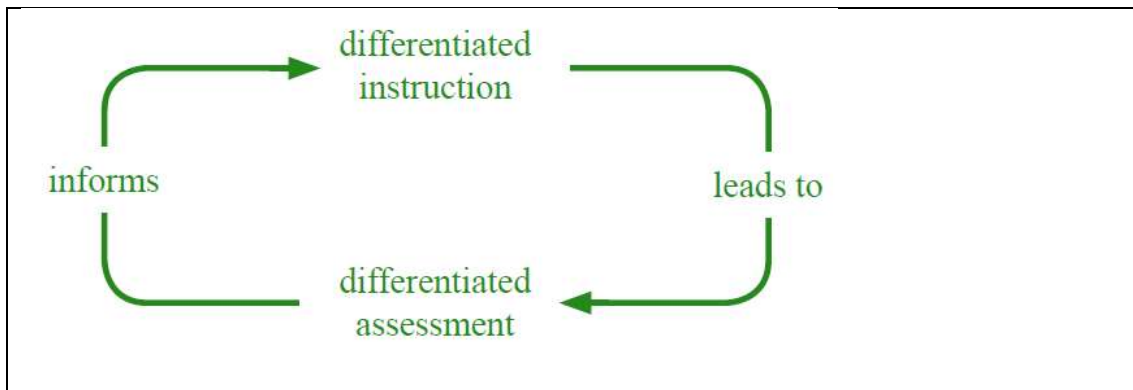 differentiated
instruction
informs
leads to
differentiated
assessment